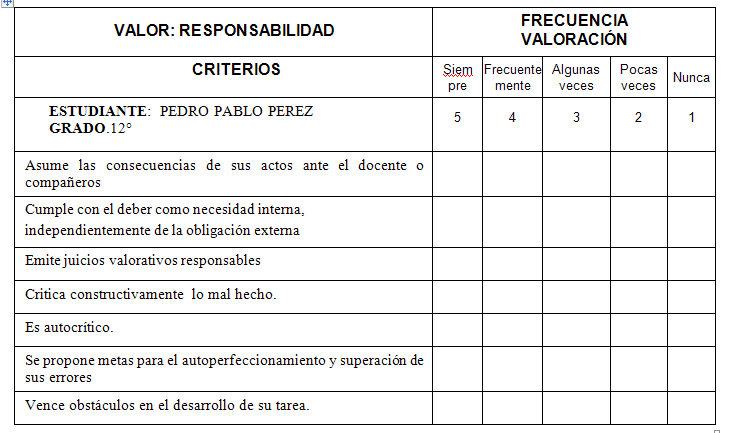 VALOR: RESPONSABILIDAD
FRECUENCIA
VALORACIÓN
CRITERIOS
Siem
pre
Frecuente
mente
Algunas
veces
Pocas
veces
Nunca
ESTUDIANTE: PEDRO PABLO PEREZ
GRADO.12°
5 4 3 2 1
Asume las consecuencias de sus actos ante el docente o
compañeros
Cumple con el deber como necesidad interna,
independientemente de la obligación externa
Emite juicios valorativos responsables
Critica constructivamente lo mal hecho.
Es autocrítico.
Se propone metas para el autoperfeccionamiento y superación de
sus errores
Vence obstáculos en el desarrollo de su tarea.